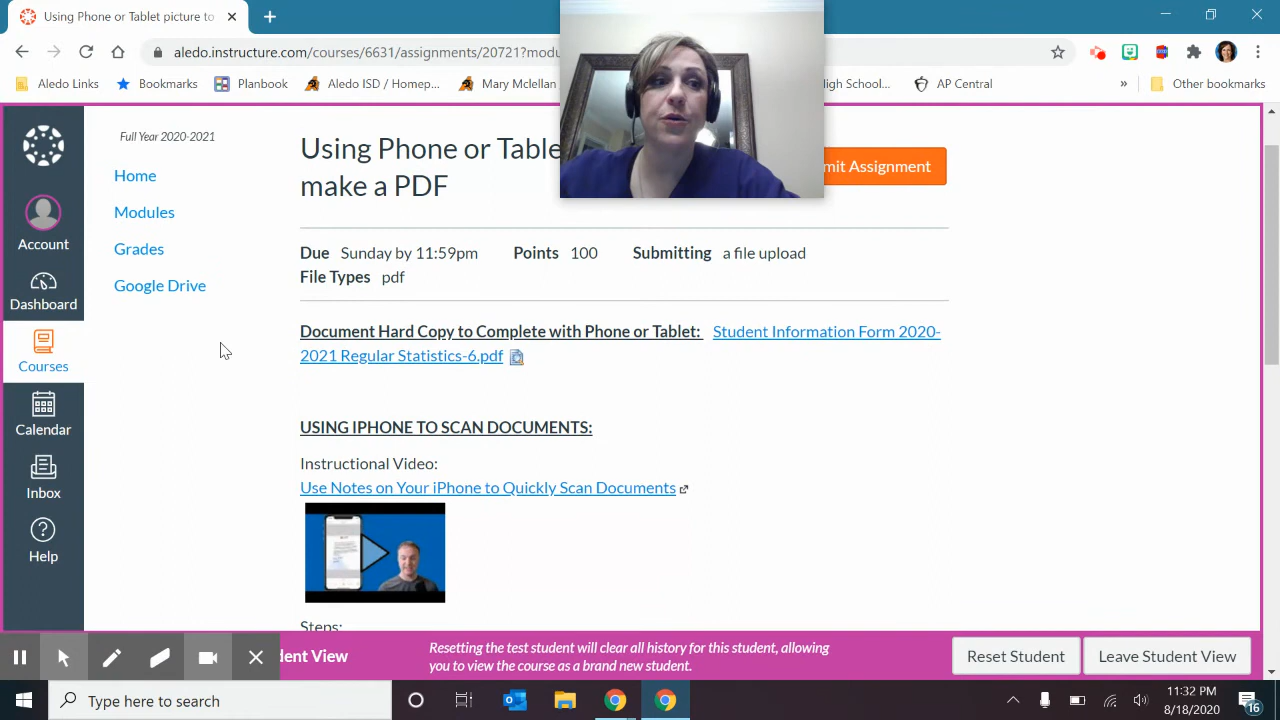 Using Phone or Tablet picture to
aledo.instructure.com/courses/6631/assignments/20721?modu
Aledo Links
Bookmarks
Planbook
Aledo ISD / Homep...
Mary Mclellan
igh School...
AP Central
»
Other bookmarks
Full Year 2020-2021
Home
Modules
Grades
Google Drive
Account
Dashboard
Courses
Calendar
Inbox
Help
Using Phone or Table
make a PDF
mit Assignment
Due Sunday by 11:59pm Points 100 Submitting a file upload
File Types pdf
Document Hard Copy to Complete with Phone or Tablet: Student Information Form 2020-
2021 Regular Statistics-6.pdf
USING IPHONE TO SCAN DOCUMENTS:
Instructional Video:
Use Notes on Your iPhone to Quickly Scan Documents
Steps:
dent View
Resetting the test student will clear all history for this student, allowing
you to view the course as a brand new student.
Reset Student
Leave Student View
Type here to search
11:32 PM
8/18/2020
16